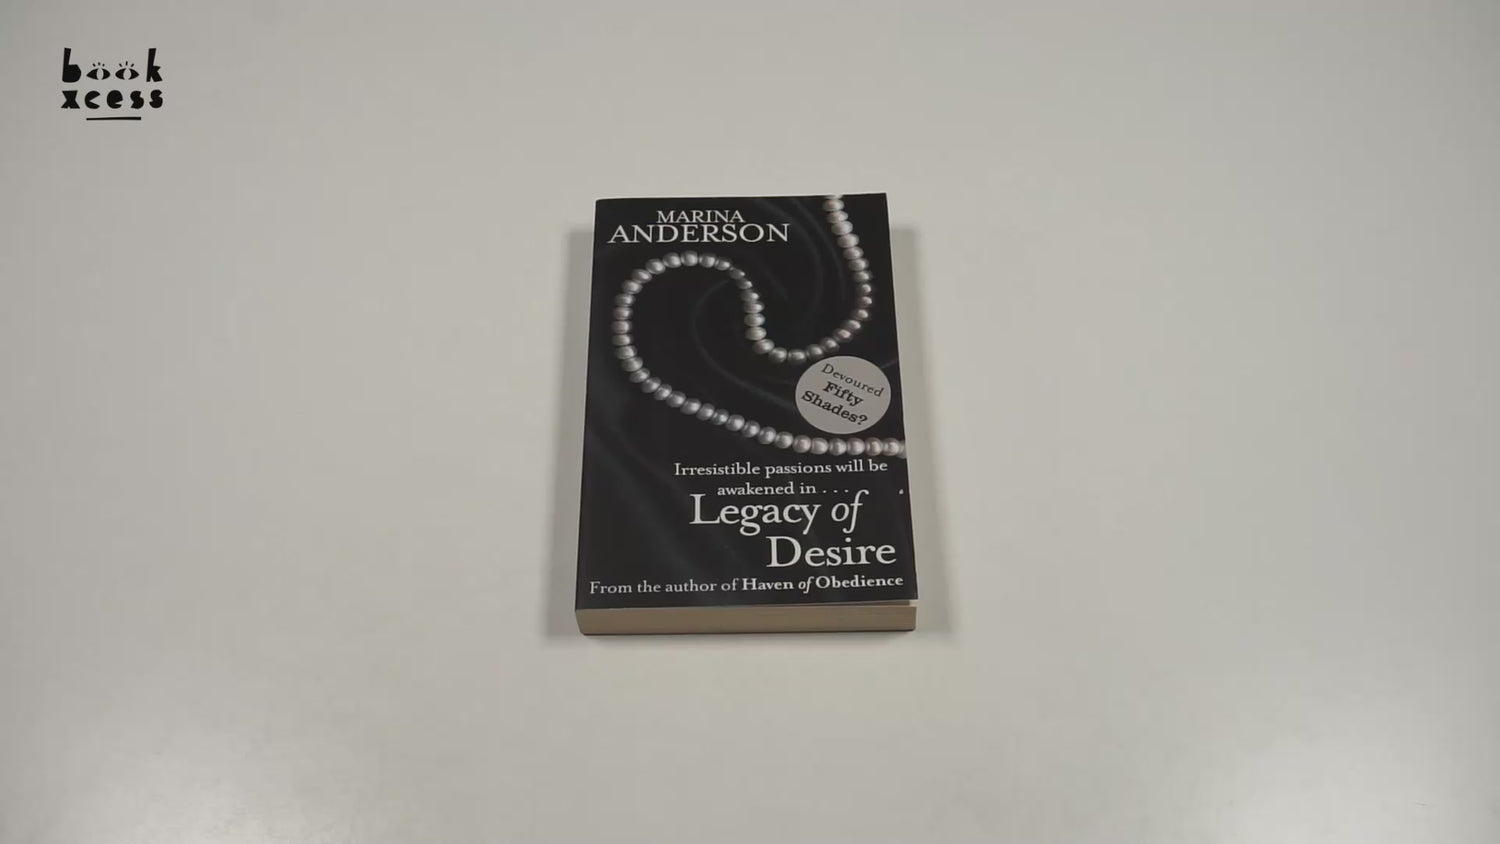 book
xcess
MARINA
ANDERSON
Devoured
Fifty
Shades?
Irresistible passions will be
awakened in . . .
Legacy of
Desire
From the author of Haven of Obedience